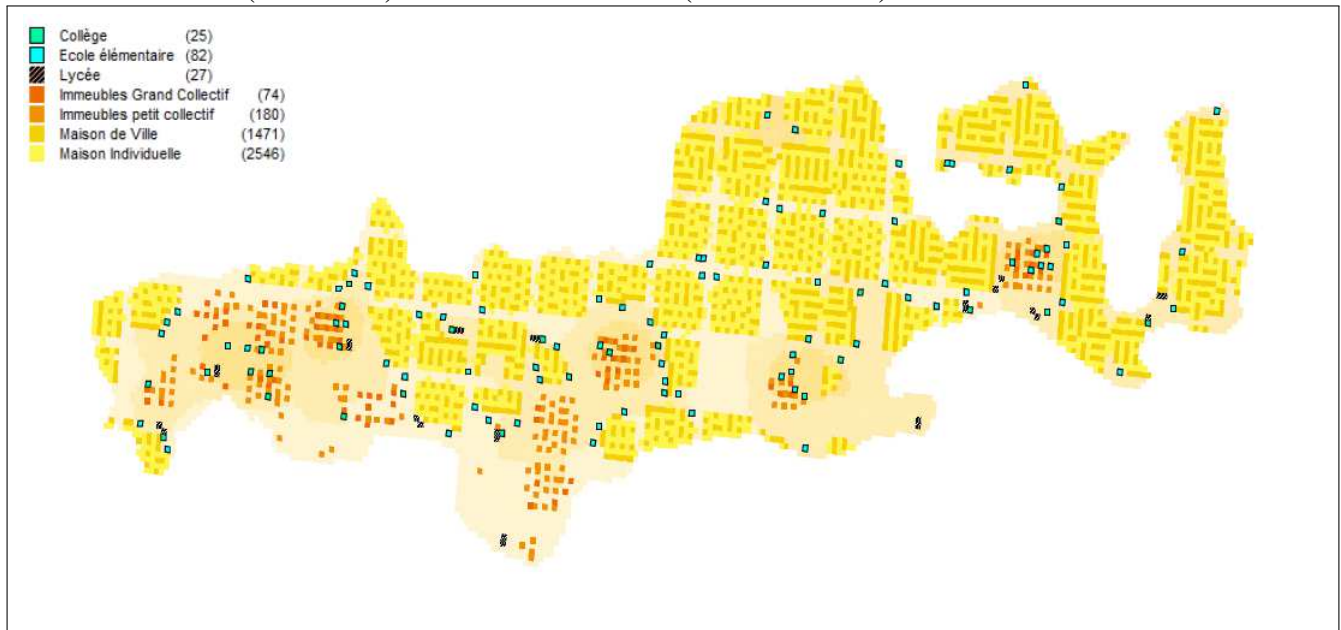 Collège (25)
Ecole élémentaire (82)
Lycée (27)
Immeubles Grand Collectif (74)
Immeubles petit collectif (180)
Maison de Ville (1471)
Maison Individuelle (2546)